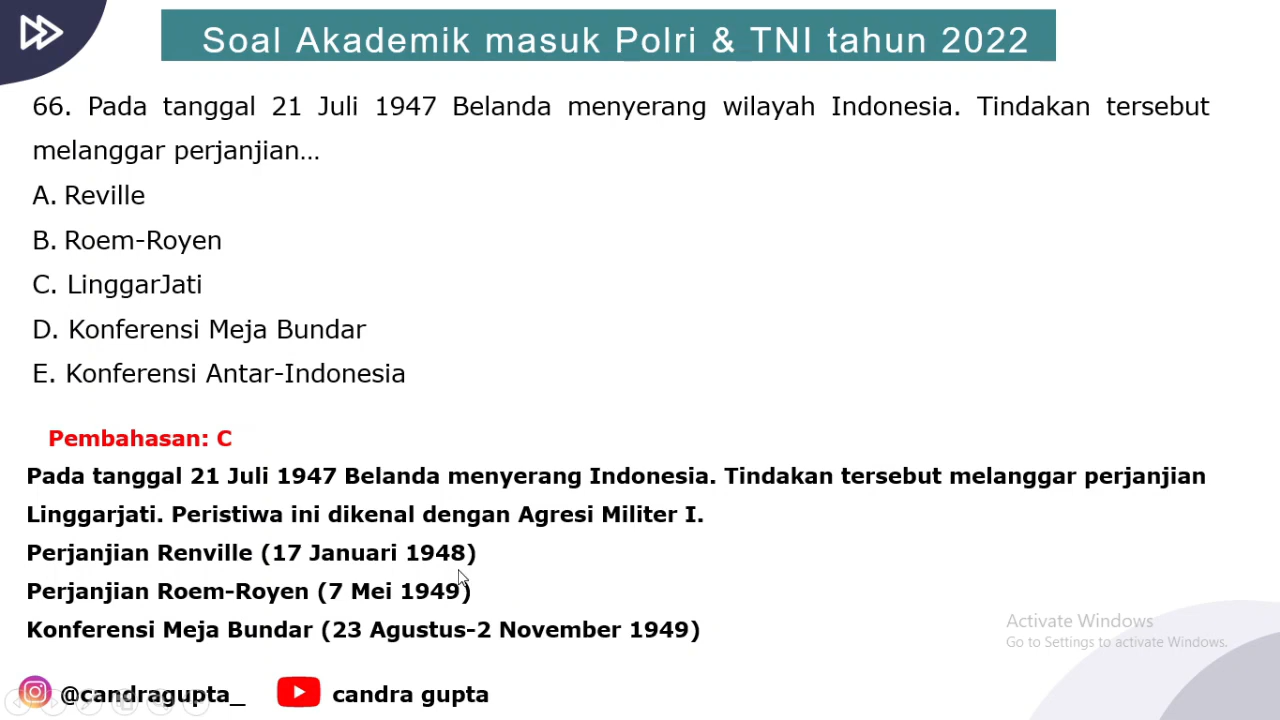 Soal Akademik masuk Polri & TNI tahun 2022
66. Pada tanggal 21 Juli 1947 Belanda menyerang wilayah Indonesia. Tindakan tersebut
melanggar perjanjian...
A. Reville
B. Roem-Royen
C. LinggarJati
D. Konferensi Meja Bundar
E. Konferensi Antar-Indonesia
Pembahasan: C
Pada tanggal 21 Juli 1947 Belanda menyerang Indonesia. Tindakan tersebut melanggar perjanjian
Linggarjati. Peristiwa ini dikenal dengan Agresi Militer I.
Perjanjian Renville (17 Januari 1948)
Perjanjian Roem-Royen (7 Mei 1949)
Konferensi Meja Bundar (23 Agustus-2 November 1949)
Activate Windows
Go to Settings to activate Windows.
@candragupta_ candra gupta